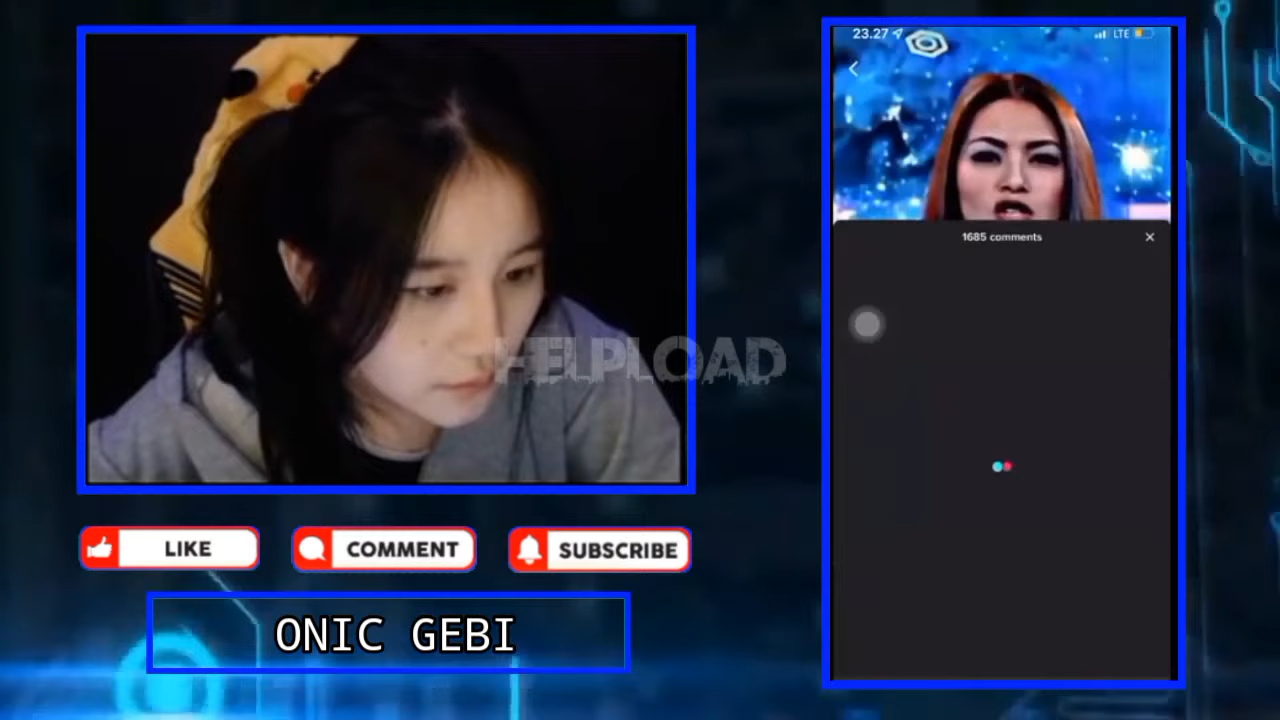 23.27
LTE
1685 comments
HELPLOAD
LIKE
COMMENT
SUBSCRIBE
ONIC GEBI